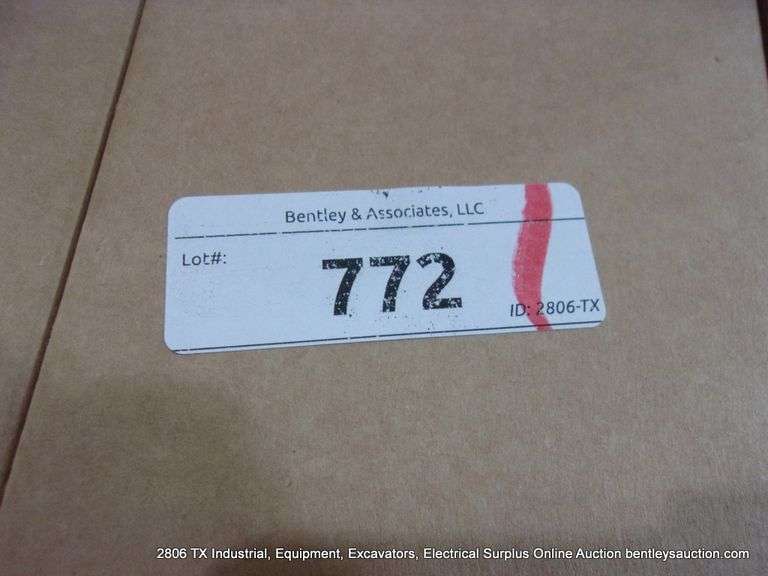 Bentley & Associates, LLC
Lot#:
772
ID: 2806-TX
2806 TX Industrial, Equipment, Excavators, Electrical Surplus Online Auction bentleysauction.com